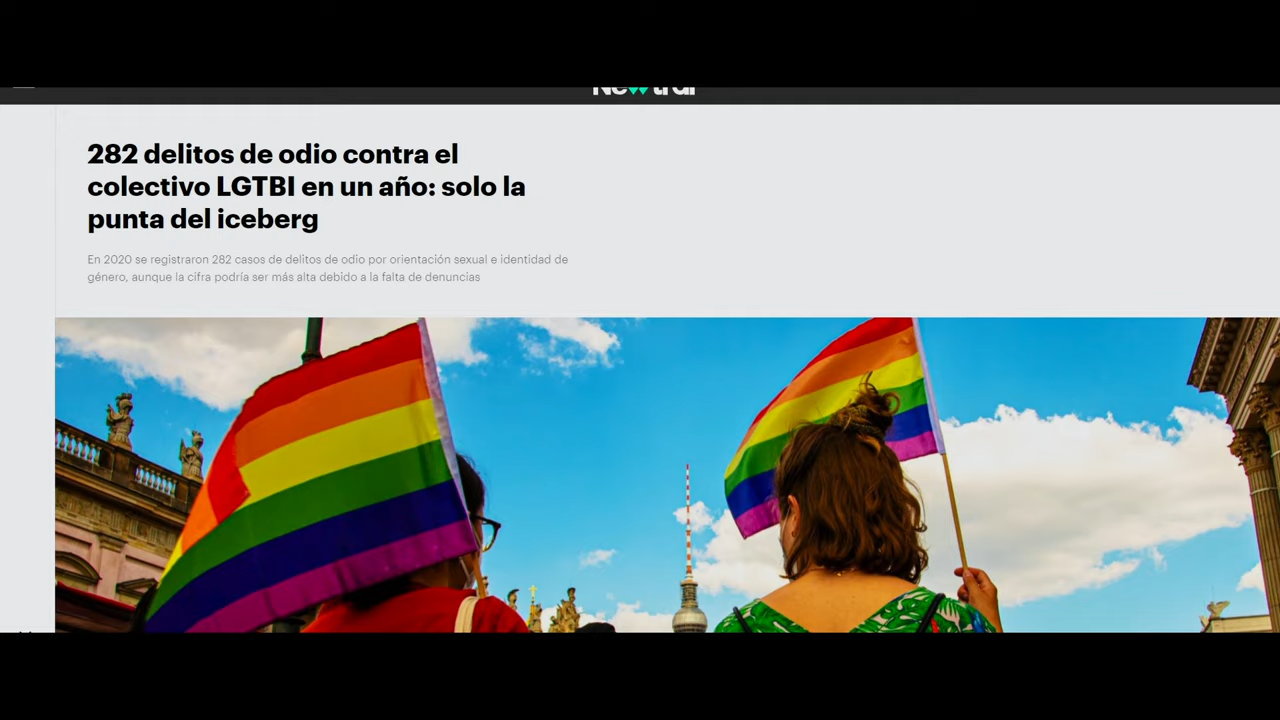 Newtral
282 delitos de odio contra el
colectivo LGTBI en un año: solo la
punta del iceberg
En 2020 se registraron 282 casos de delitos de odio por orientación sexual e identidad de
género, aunque la cifra podría ser más alta debido a la falta de denuncias